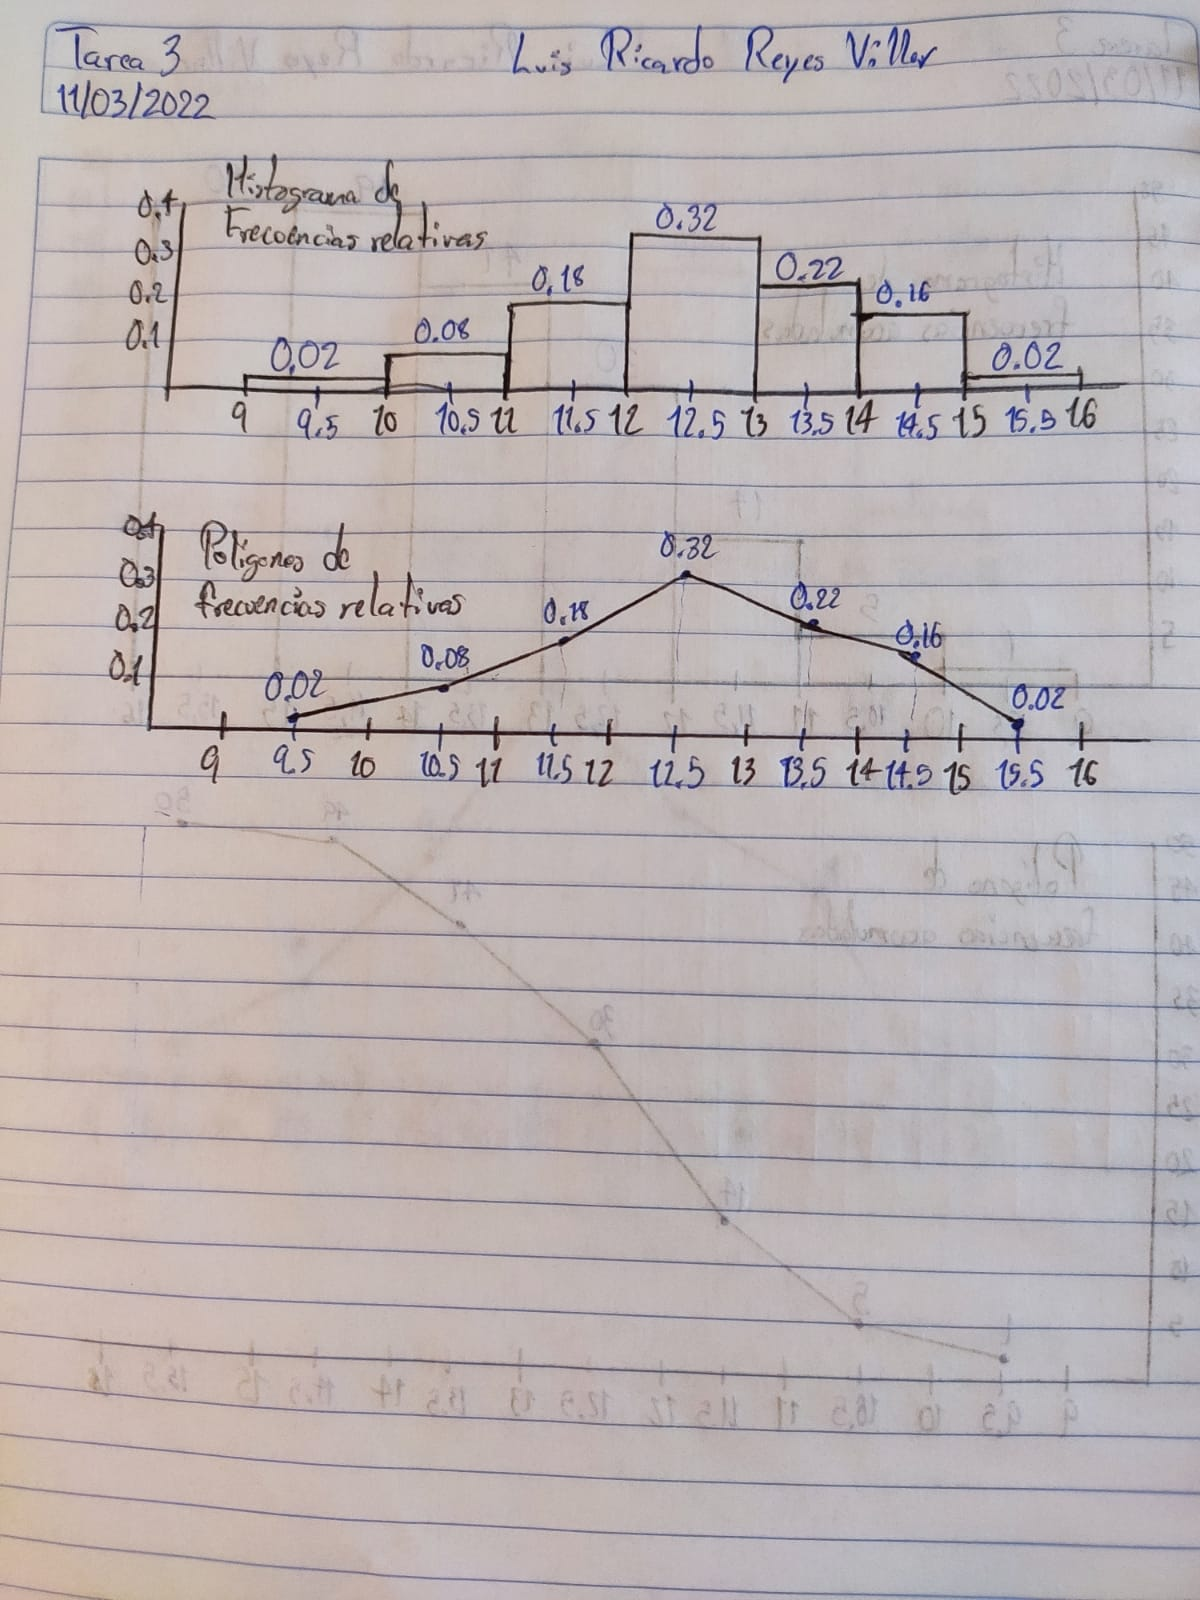 Tarea 3 Luis Ricardo Reyes Villar
11/03/2022
Histograma de
Frecuencias relativas
0.4
0.3
0.2
0.1
0.02 0.08 0.18 0.32 0.22 0.16 0.02
9 9.5 10 10.5 11 11.5 12 12.5 13 13.5 14 14.5 15 15.5 16
Polígonos de
frecuencias relativas
0.4
0.3
0.2
0.1
0.02 0.08 0.18 0.32 0.22 0.16 0.02
9 9.5 10 10.5 11 11.5 12 12.5 13 13.5 14 14.5 15 15.5 16